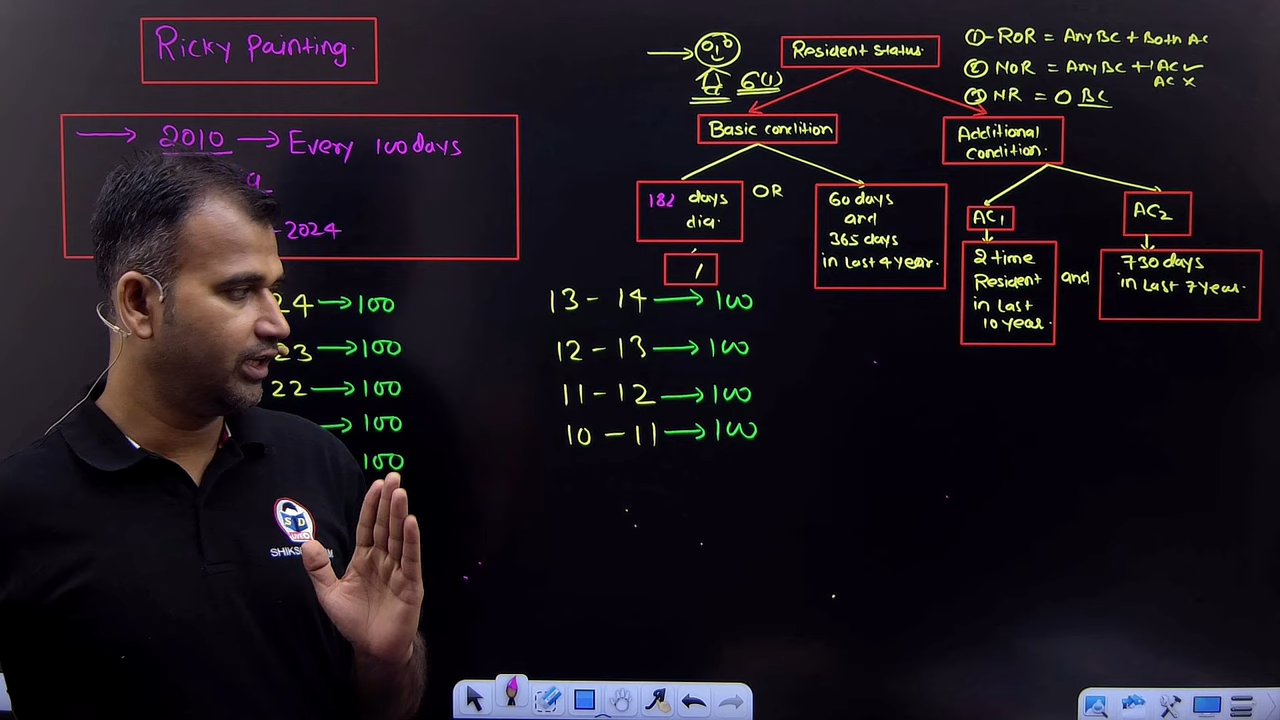 Ricky Painting.
2010 → Every 100 days
2024
24 → 100
23 → 100
22 → 100
→ 100
100
6(1)
Resident Status
① ROR = Any BC + Both AC
② NOR = Any BC + 1 AC ✓
AC ×
③ NR = 0 BC
Basic condition
Additional
Condition.
182 days
OR
60 days
and
365 days
in Last 4 Year.
AC1
AC2
2 time
Resident
in Last
10 Year.
and
730 days
in Last 7 Year.
13 - 14 → 100
12 - 13 → 100
11 - 12 → 100
10 - 11 → 100
SD